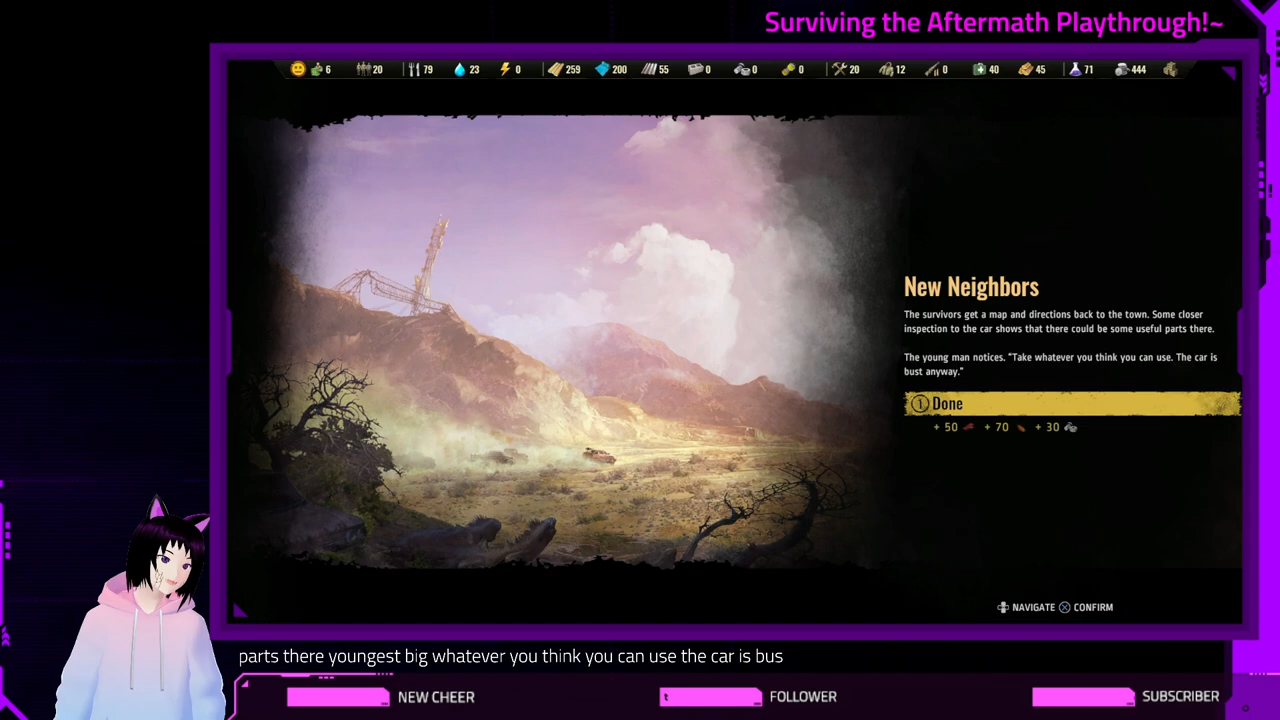 Surviving the Aftermath Playthrough!~
6 20 79 23 0 259 200 55 0 0 0 20 12 0 40 45 71 444
New Neighbors
The survivors get a map and directions back to the town. Some closer
inspection to the car shows that there could be some useful parts there.
The young man notices. "Take whatever you think you can use. The car is
bust anyway."
1 Done
+ 50 + 70 + 30
NAVIGATE CONFIRM
parts there youngest big whatever you think you can use the car is bus
NEW CHEER t FOLLOWER SUBSCRIBER